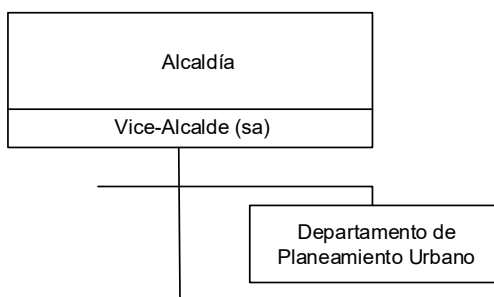 Alcaldía
Vice-Alcalde (sa)
Departamento de
Planeamiento Urbano